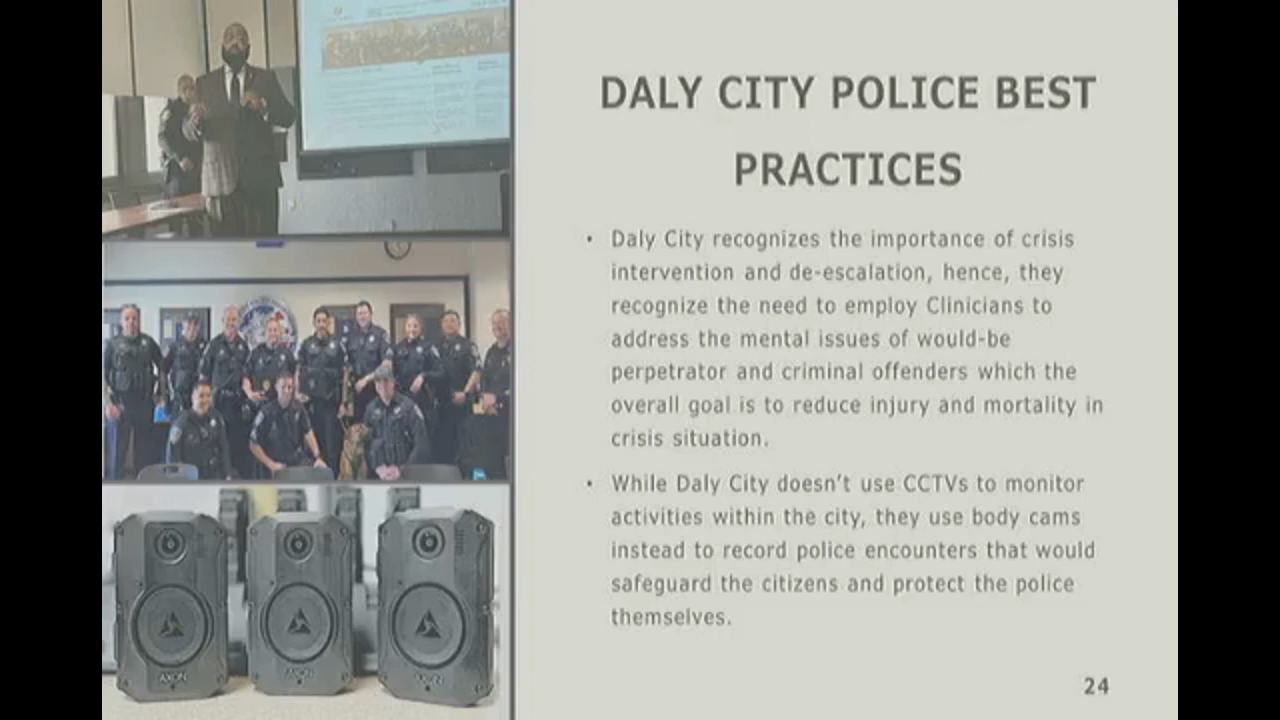 DALY CITY POLICE BEST
PRACTICES
• Daly City recognizes the importance of crisis
intervention and de-escalation, hence, they
recognize the need to employ Clinicians to
address the mental issues of would-be
perpetrator and criminal offenders which the
overall goal is to reduce injury and mortality in
crisis situation.
• While Daly City doesn't use CCTVs to monitor
activities within the city, they use body cams
instead to record police encounters that would
safeguard the citizens and protect the police
themselves.
AXON
AXON
AXON
24